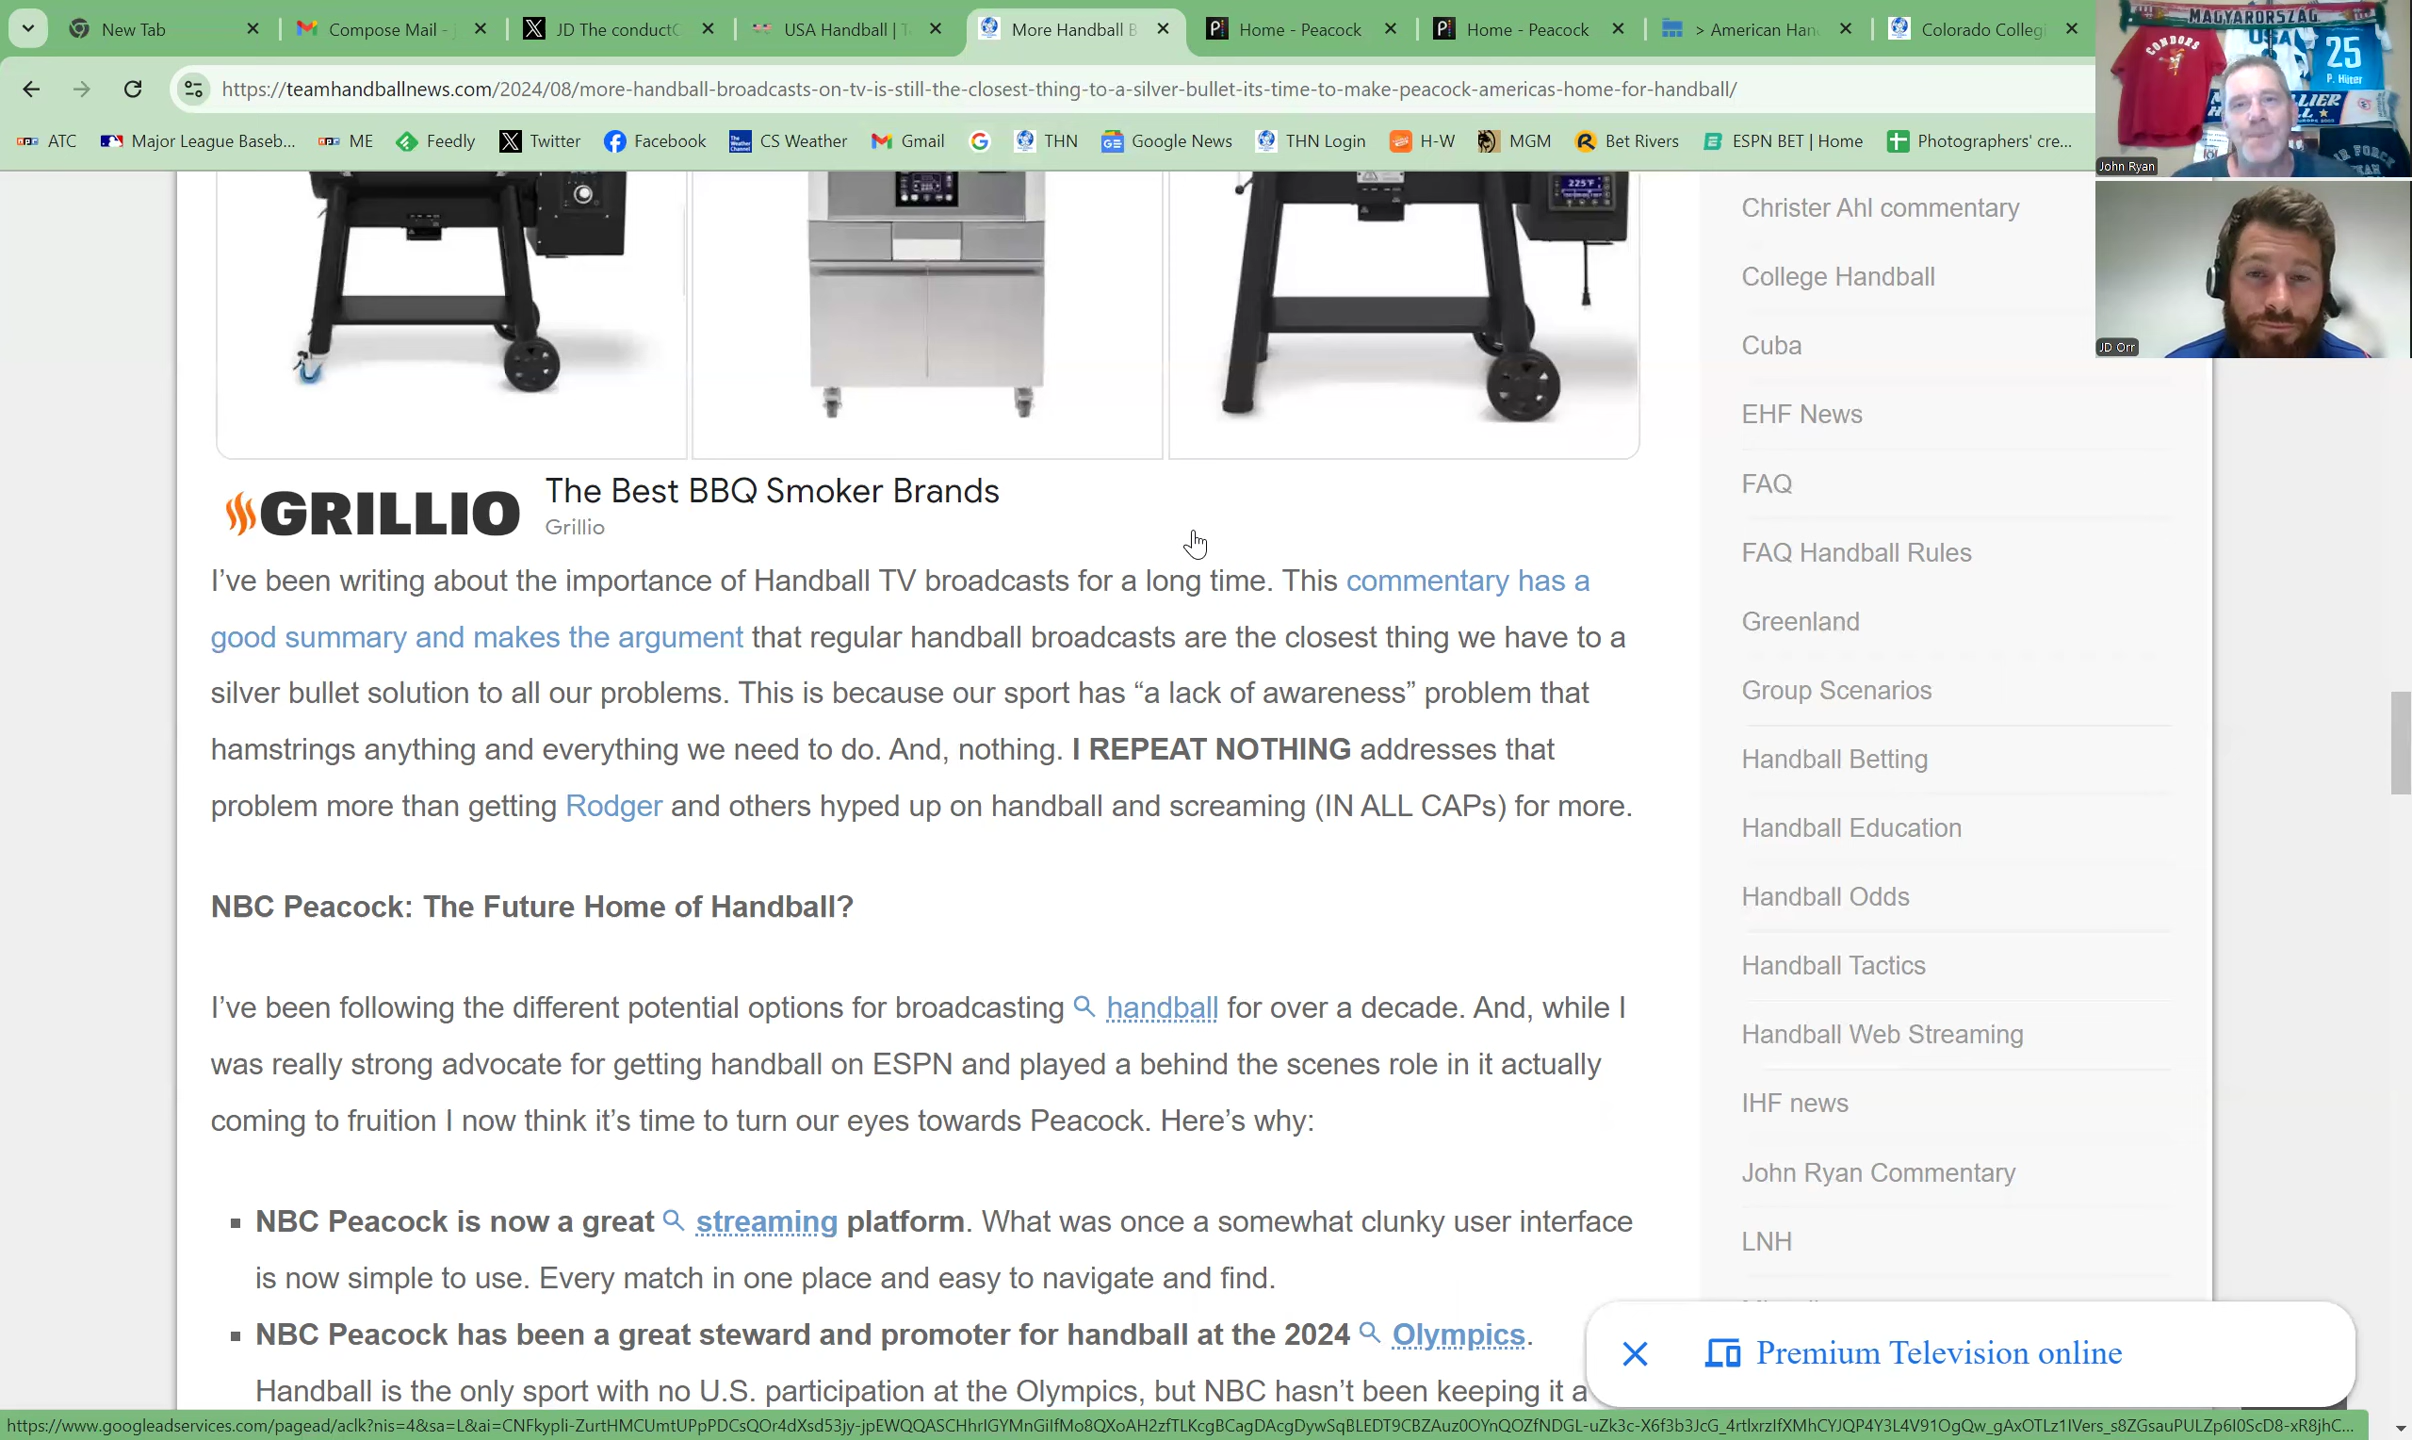 New Tab
Compose Mail -
JD The conduct
USA Handball |
More Handball B
Home - Peacock
Home - Peacock
> American Han
Colorado Colleg
https://teamhandballnews.com/2024/08/more-handball-broadcasts-on-tv-is-still-the-closest-thing-to-a-silver-bullet-its-time-to-make-peacock-americas-home-for-handball/
ATC
Major League Baseb...
ME
Feedly
Twitter
Facebook
CS Weather
Gmail
THN
Google News
THN Login
H-W
MGM
Bet Rivers
ESPN BET | Home
Photographers' cre...
MAGYARORSZÁG
CONDORS
USA
25
P. Hüter
John Ryan
JD Orr
225°F
GRILLIO
The Best BBQ Smoker Brands
Grillio
I've been writing about the importance of Handball TV broadcasts for a long time. This commentary has a
good summary and makes the argument that regular handball broadcasts are the closest thing we have to a
silver bullet solution to all our problems. This is because our sport has “a lack of awareness” problem that
hamstrings anything and everything we need to do. And, nothing. I REPEAT NOTHING addresses that
problem more than getting Rodger and others hyped up on handball and screaming (IN ALL CAPs) for more.
NBC Peacock: The Future Home of Handball?
I've been following the different potential options for broadcasting handball for over a decade. And, while I
was really strong advocate for getting handball on ESPN and played a behind the scenes role in it actually
coming to fruition I now think it's time to turn our eyes towards Peacock. Here's why:
NBC Peacock is now a great streaming platform. What was once a somewhat clunky user interface
is now simple to use. Every match in one place and easy to navigate and find.
NBC Peacock has been a great steward and promoter for handball at the 2024 Olympics.
Handball is the only sport with no U.S. participation at the Olympics, but NBC hasn't been keeping it a
Christer Ahl commentary
College Handball
Cuba
EHF News
FAQ
FAQ Handball Rules
Greenland
Group Scenarios
Handball Betting
Handball Education
Handball Odds
Handball Tactics
Handball Web Streaming
IHF news
John Ryan Commentary
LNH
Premium Television online